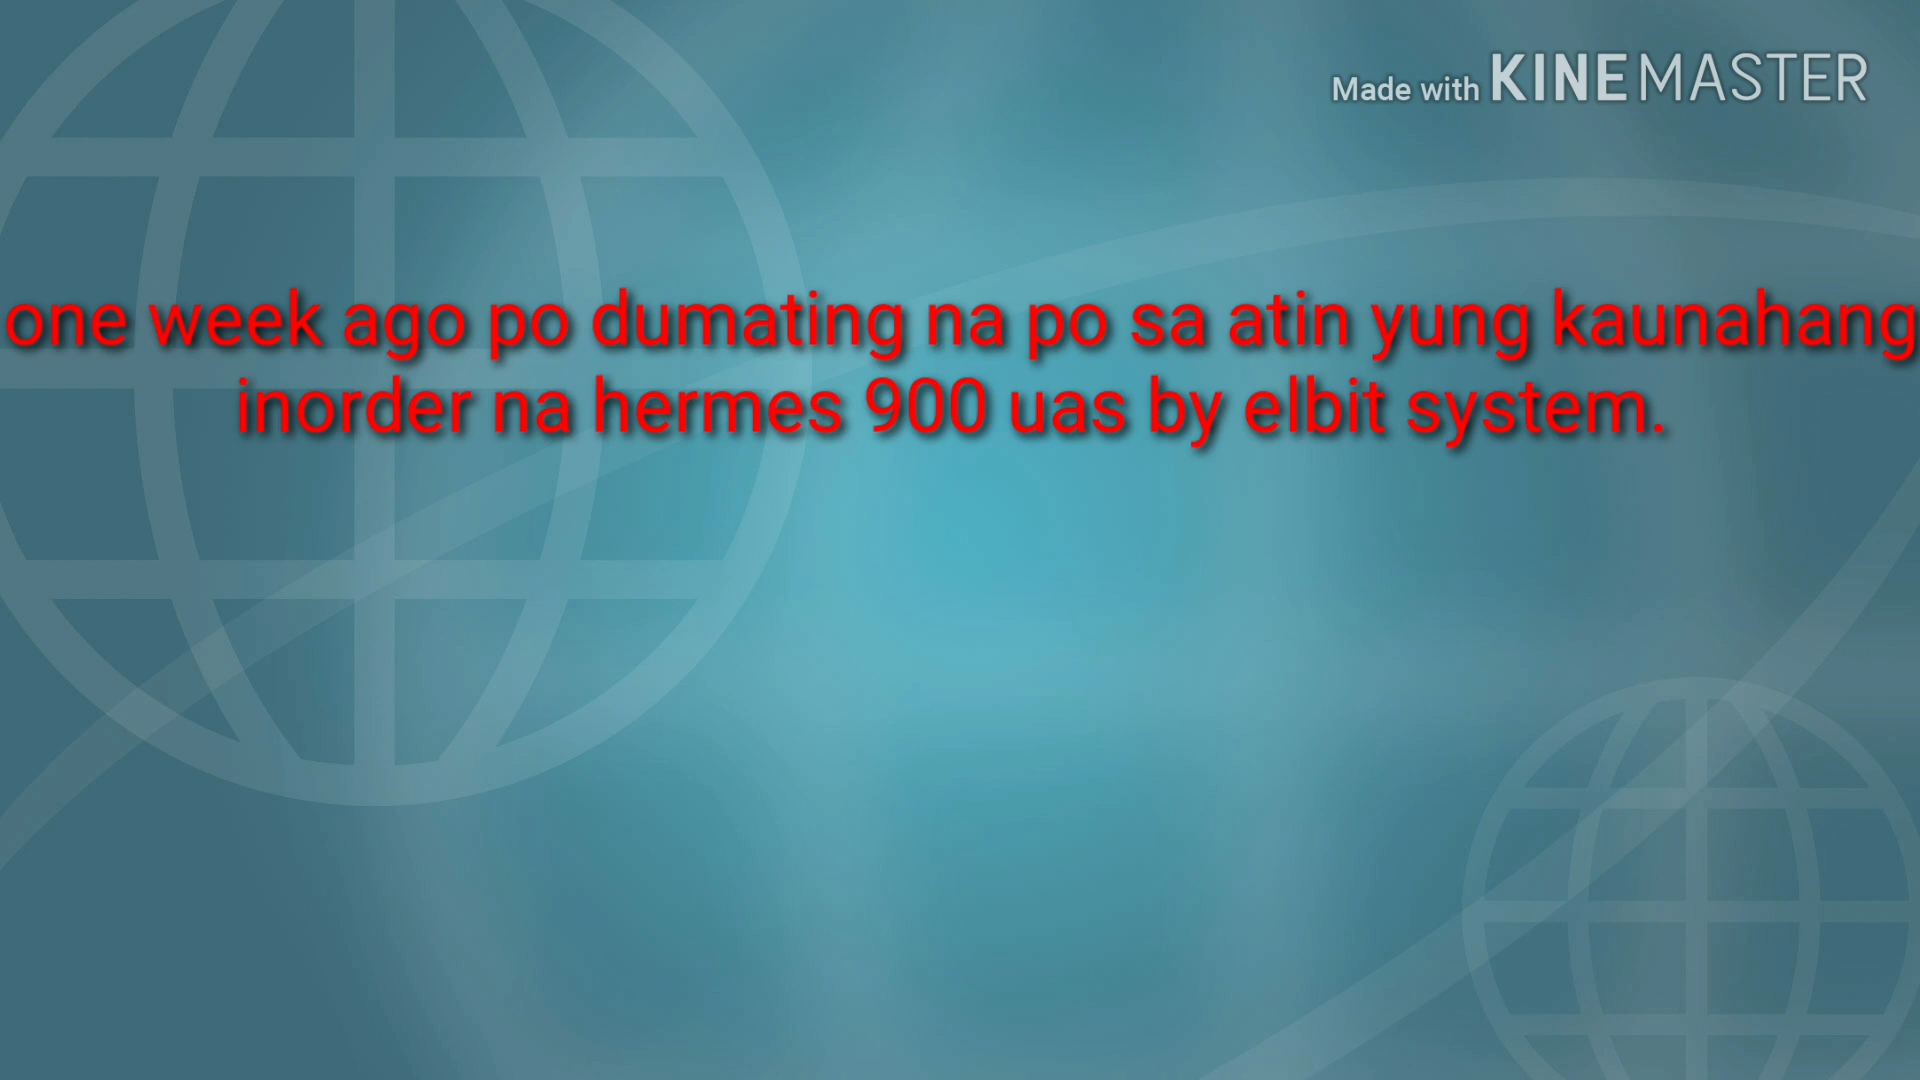 Made with KINEMASTER
one week ago po dumating na po sa atin yung kaunahang
inorder na hermes 900 uas by elbit system.